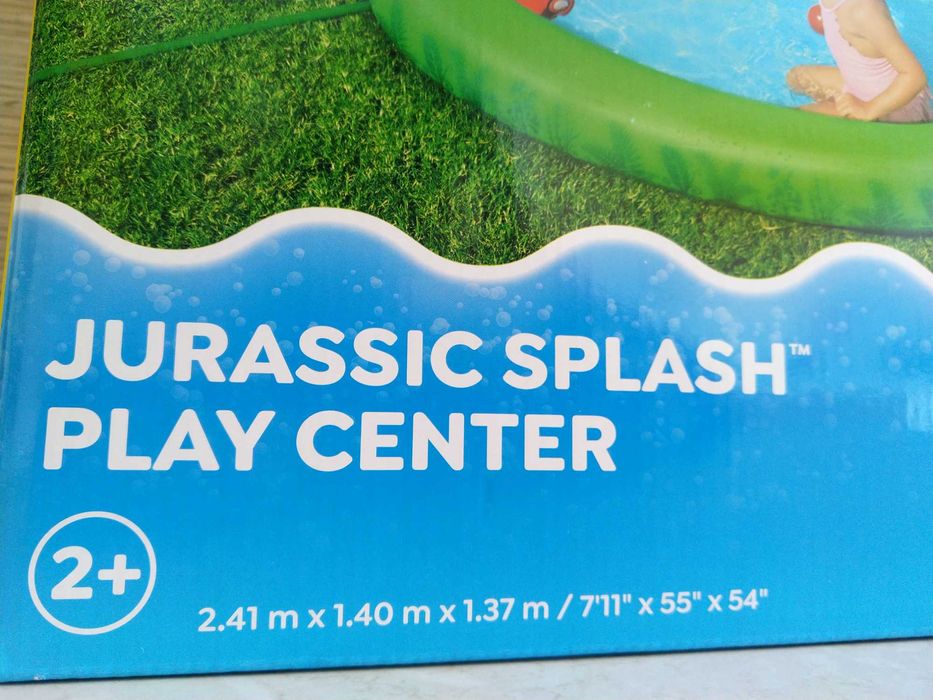 JURASSIC SPLASH™
PLAY CENTER
2+
2.41 m x 1.40 m x 1.37 m / 7'11" x 55" x 54"